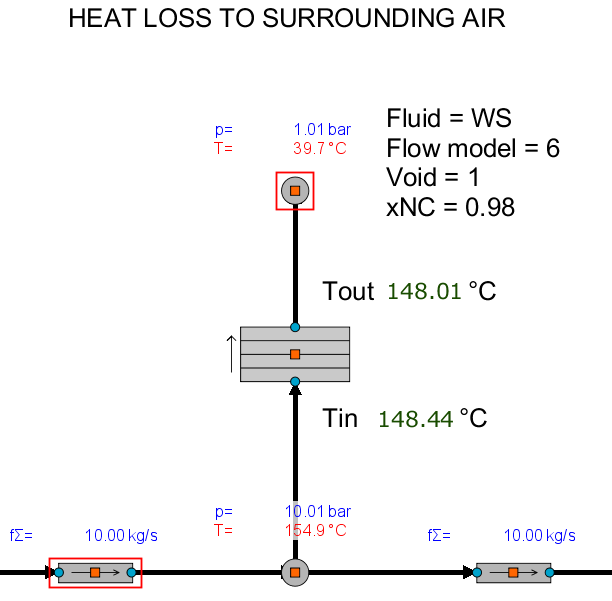 HEAT LOSS TO SURROUNDING AIR
p= 1.01 bar
T= 39.7 °C
Fluid = WS
Flow model = 6
Void = 1
xNC = 0.98
Tout 148.01 °C
Tin 148.44 °C
p= 10.01 bar
T= 154.9 °C
fΣ= 10.00 kg/s
fΣ= 10.00 kg/s